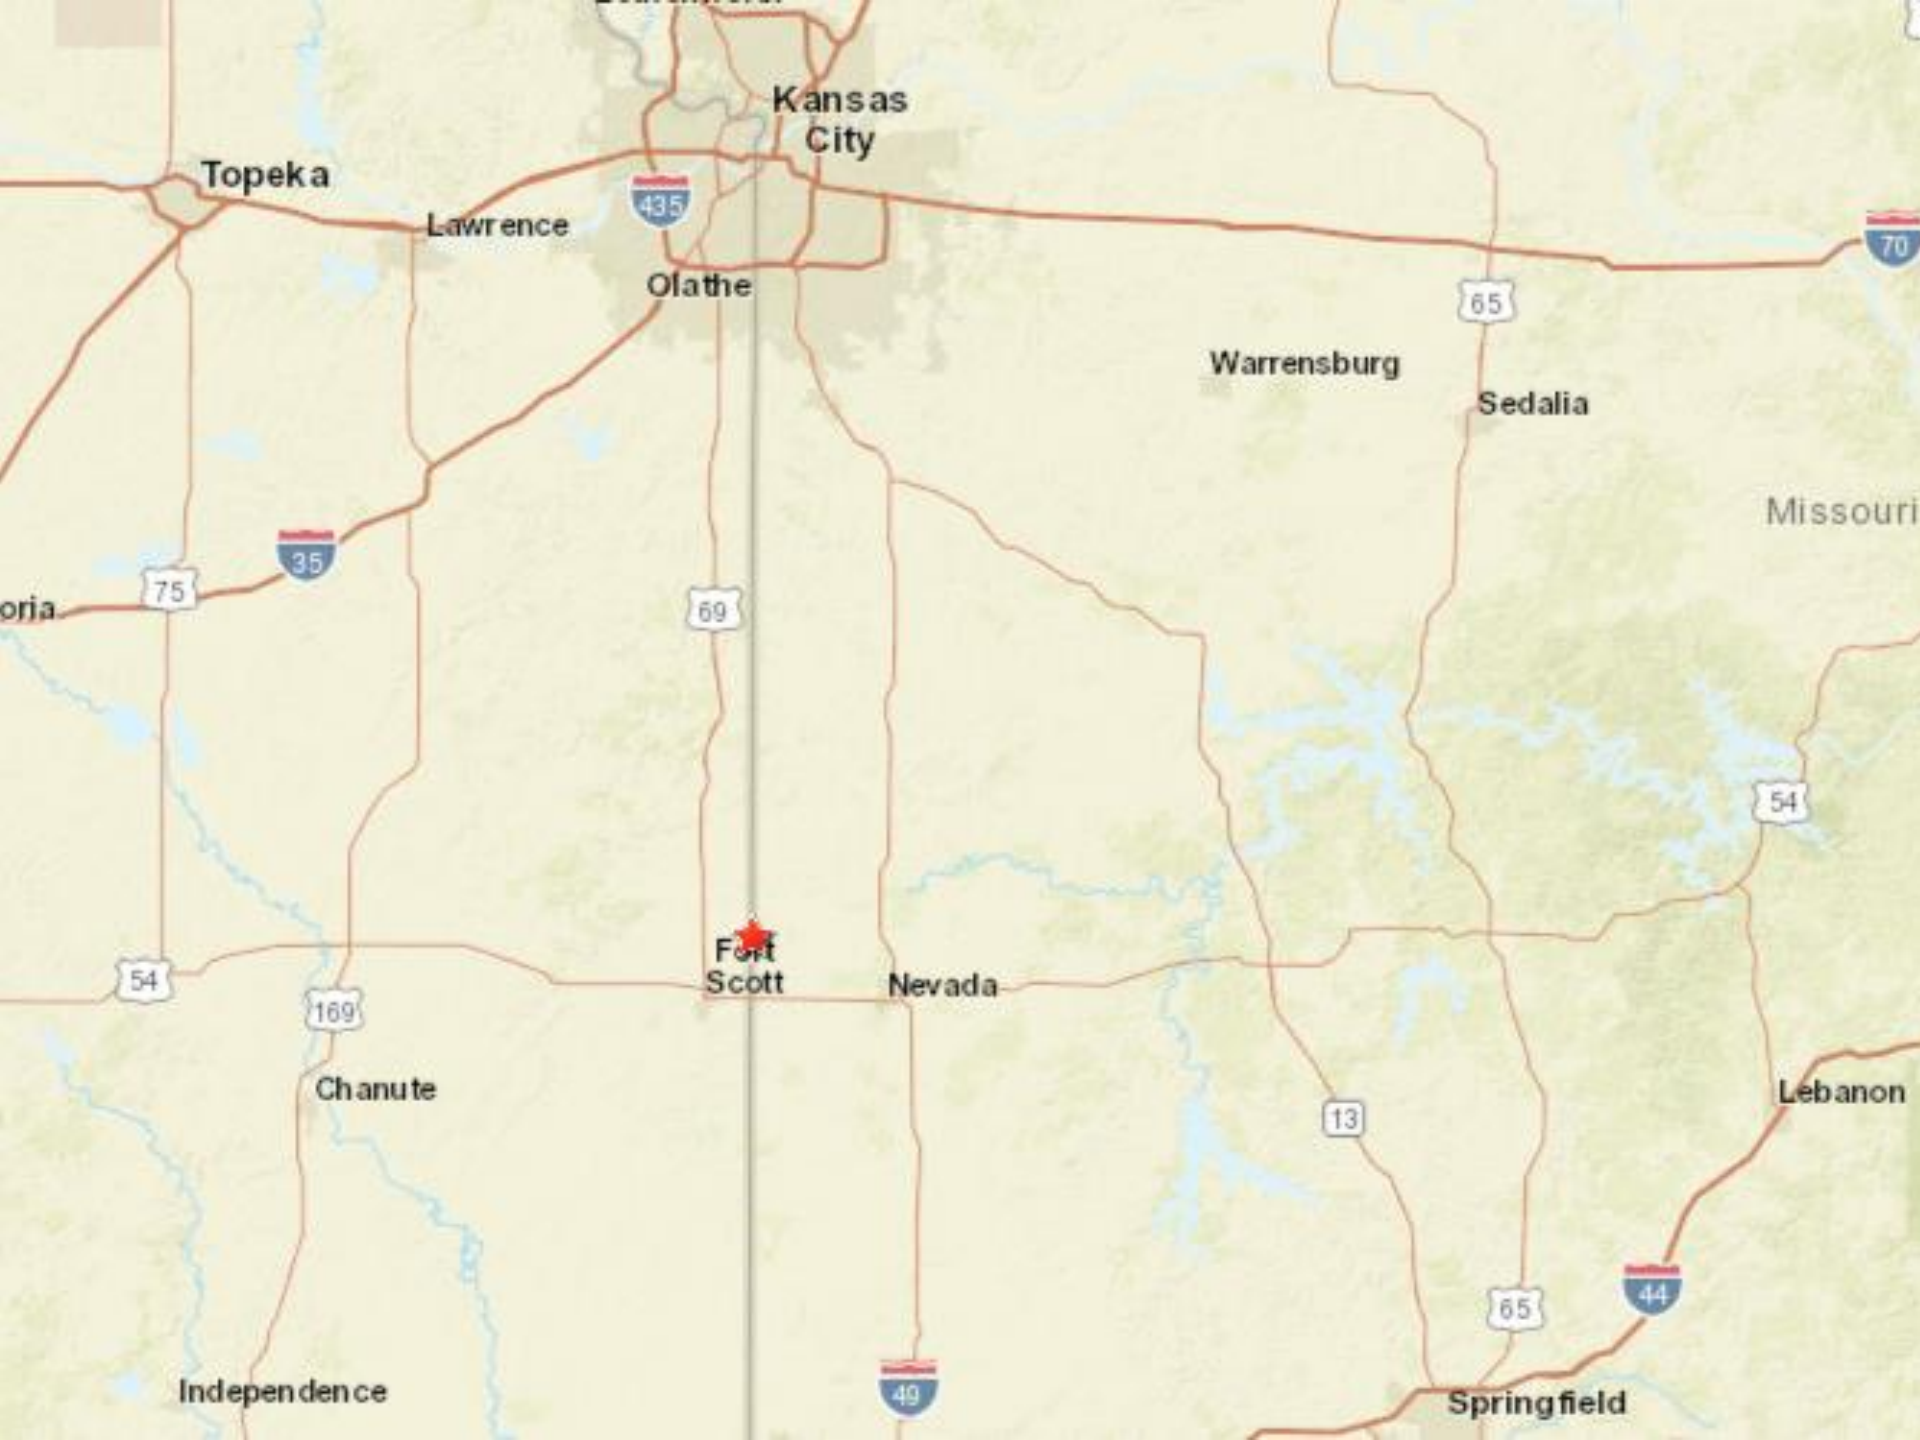 Kansas
City
Topeka
435
Lawrence
70
Olathe
65
Warrensburg
Sedalia
Missouri
35
75
oria
69
54
Fort
Scott
54
Nevada
169
Chanute
Lebanon
13
44
65
49
Independence
Springfield